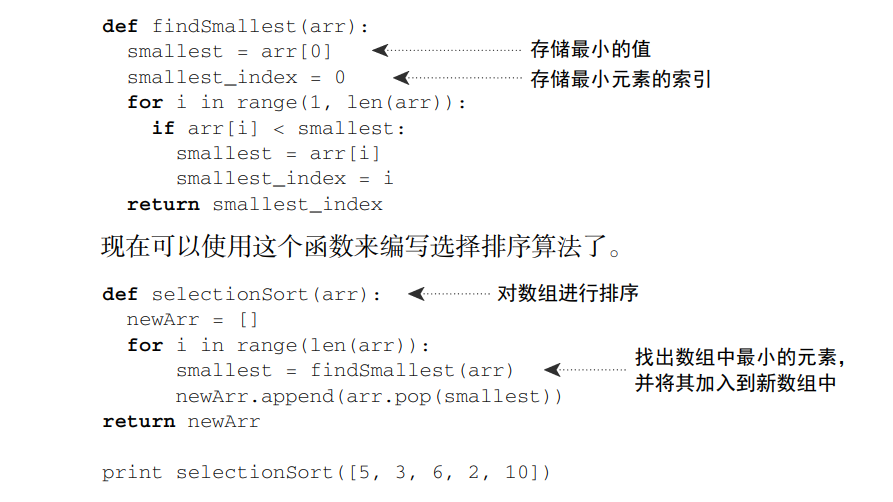 def findSmallest(arr):
  smallest = arr[0] 存储最小的值
  smallest_index = 0 存储最小元素的索引
  for i in range(1, len(arr)):
    if arr[i] < smallest:
      smallest = arr[i]
      smallest_index = i
  return smallest_index
现在可以使用这个函数来编写选择排序算法了。
def selectionSort(arr): 对数组进行排序
  newArr = []
  for i in range(len(arr)):
      smallest = findSmallest(arr)
      newArr.append(arr.pop(smallest))
找出数组中最小的元素，
并将其加入到新数组中
return newArr
print selectionSort([5, 3, 6, 2, 10])